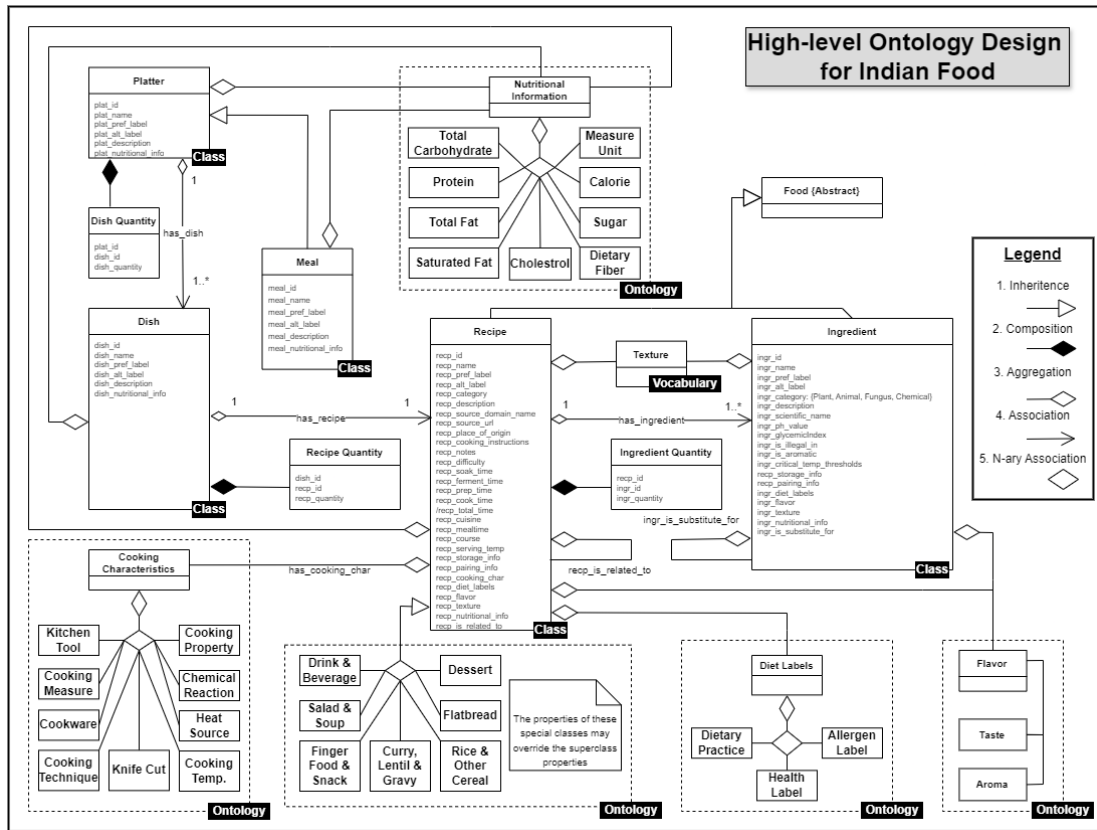 High-level Ontology Design
for Indian Food
Platter
plat_id
plat_name
plat_pref_label
plat_alt_label
plat_description
plat_nutritional_info
Class
1
has_dish
1..*
Dish Quantity
plat_id
dish_id
dish_quantity
Meal
meal_id
meal_name
meal_pref_label
meal_alt_label
meal_description
meal_nutritional_info
Class
Nutritional
Information
Total
Carbohydrate
Measure
Unit
Protein
Calorie
Total Fat
Sugar
Saturated Fat
Cholestrol
Dietary
Fiber
Ontology
Food {Abstract}
Legend
1. Inheritence
2. Composition
3. Aggregation
4. Association
5. N-ary Association
Dish
dish_id
dish_name
dish_pref_label
dish_alt_label
dish_description
dish_nutritional_info
Class
1
has_recipe
1
Recipe Quantity
dish_id
recp_id
recp_quantity
Recipe
recp_id
recp_name
recp_pref_label
recp_alt_label
recp_category
recp_description
recp_source_domain_name
recp_source_url
recp_place_of_origin
recp_cooking_instructions
recp_notes
recp_difficulty
recp_soak_time
recp_ferment_time
recp_prep_time
recp_cook_time
/recp_total_time
recp_cuisine
recp_mealtime
recp_course
recp_serving_temp
recp_storage_info
recp_pairing_info
recp_cooking_char
recp_diet_labels
recp_flavor
recp_texture
recp_nutritional_info
recp_is_related_to
Class
Texture
Vocabulary
1
has_ingredient
1..*
Ingredient Quantity
recp_id
ingr_id
ingr_quantity
ingr_is_substitute_for
recp_is_related_to
Ingredient
ingr_id
ingr_name
ingr_pref_label
ingr_alt_label
ingr_category: {Plant, Animal, Fungus, Chemical}
ingr_description
ingr_scientific_name
ingr_ph_value
ingr_glycemicIndex
ingr_is_illegal_in
ingr_is_aromatic
ingr_critical_temp_thresholds
recp_storage_info
recp_pairing_info
ingr_diet_labels
ingr_flavor
ingr_texture
ingr_nutritional_info
ingr_is_substitute_for
Class
Cooking
Characteristics
has_cooking_char
Kitchen
Tool
Cooking
Property
Cooking
Measure
Chemical
Reaction
Cookware
Heat
Source
Cooking
Technique
Knife Cut
Cooking
Temp.
Ontology
Drink &
Beverage
Dessert
Salad &
Soup
Flatbread
Finger
Food &
Snack
Curry,
Lentil &
Gravy
Rice &
Other
Cereal
The properties of these
special classes may
override the superclass
properties
Ontology
Diet Labels
Dietary
Practice
Allergen
Label
Health
Label
Ontology
Flavor
Taste
Aroma
Ontology